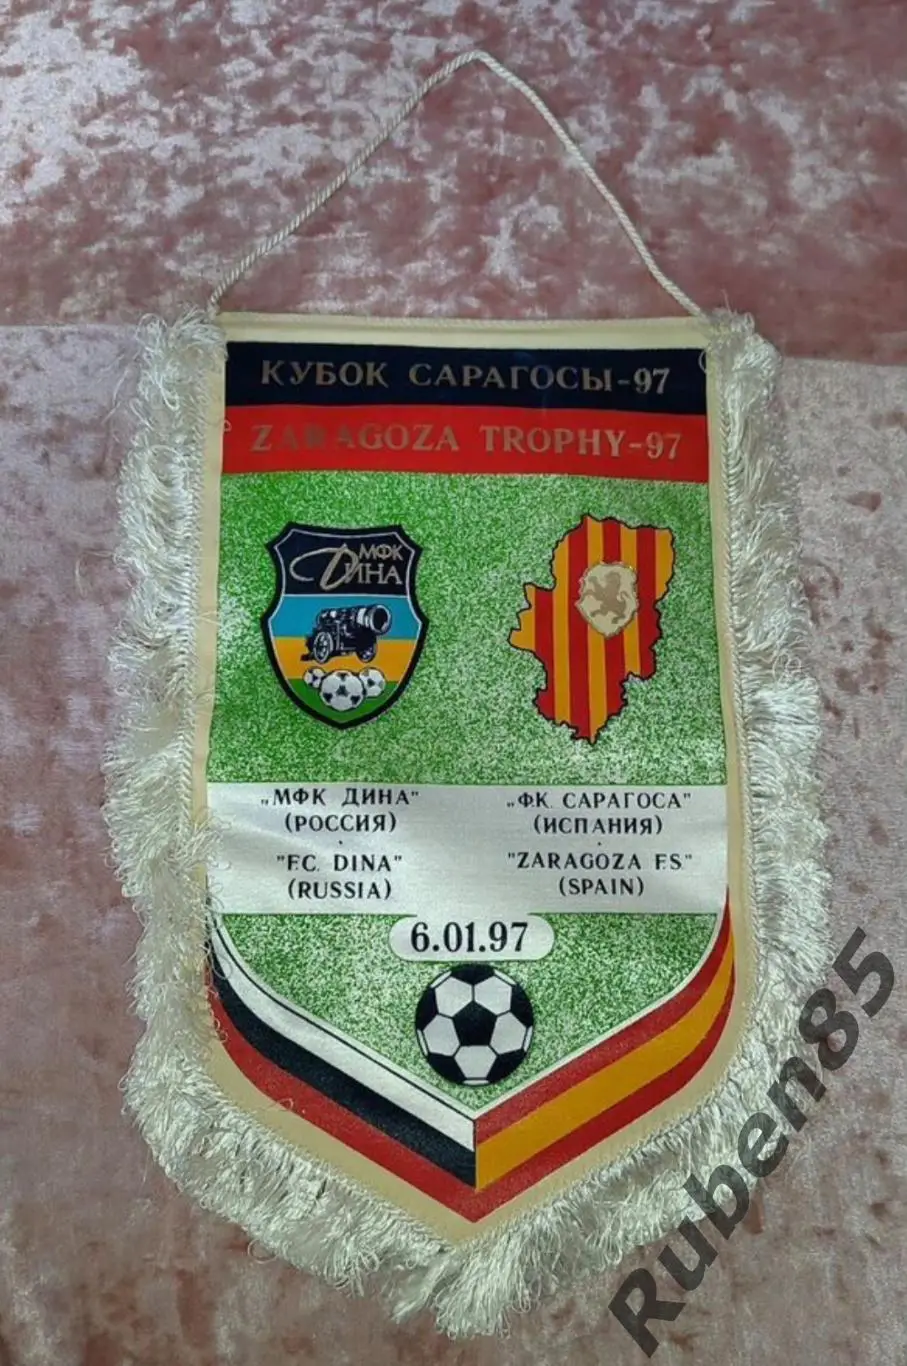 КУБОК САРАГОСЫ-97
ZARAGOZA TROPHY-97
МФК
ДИНА
„МФК ДИНА"
(РОССИЯ)
"F.C. DINA"
(RUSSIA)
„ФК. САРАГОСА"
(ИСПАНИЯ)
"ZARAGOZA F.S."
(SPAIN)
6.01.97
Ruben85